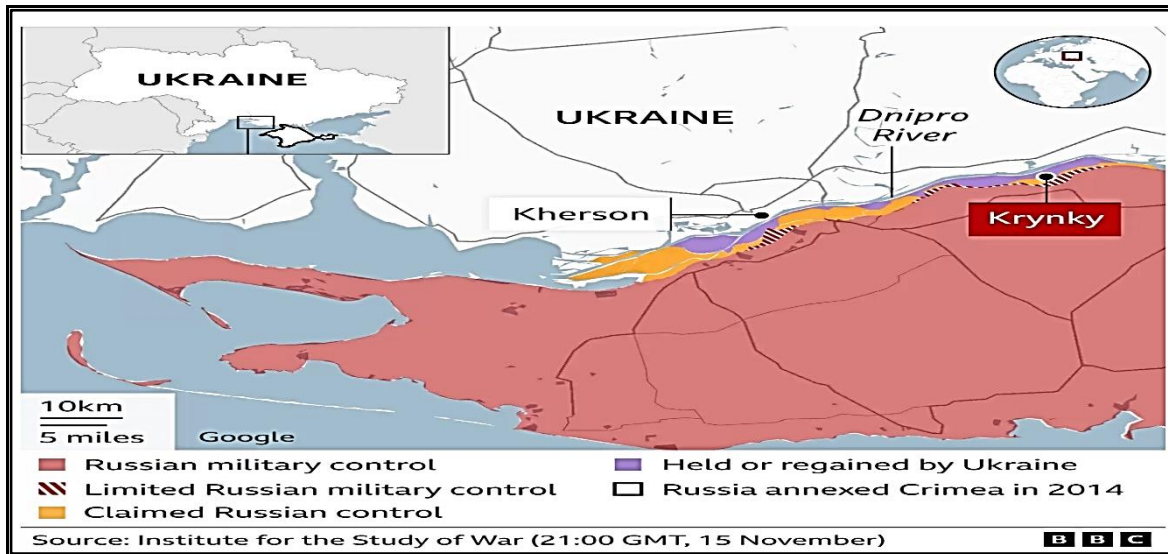 UKRAINE
UKRAINE
Dnipro
River
Kherson
Krynky
10km
5 miles
Google
Russian military control
Limited Russian military control
Claimed Russian control
Held or regained by Ukraine
Russia annexed Crimea in 2014
Source: Institute for the Study of War (21:00 GMT, 15 November)
BBC